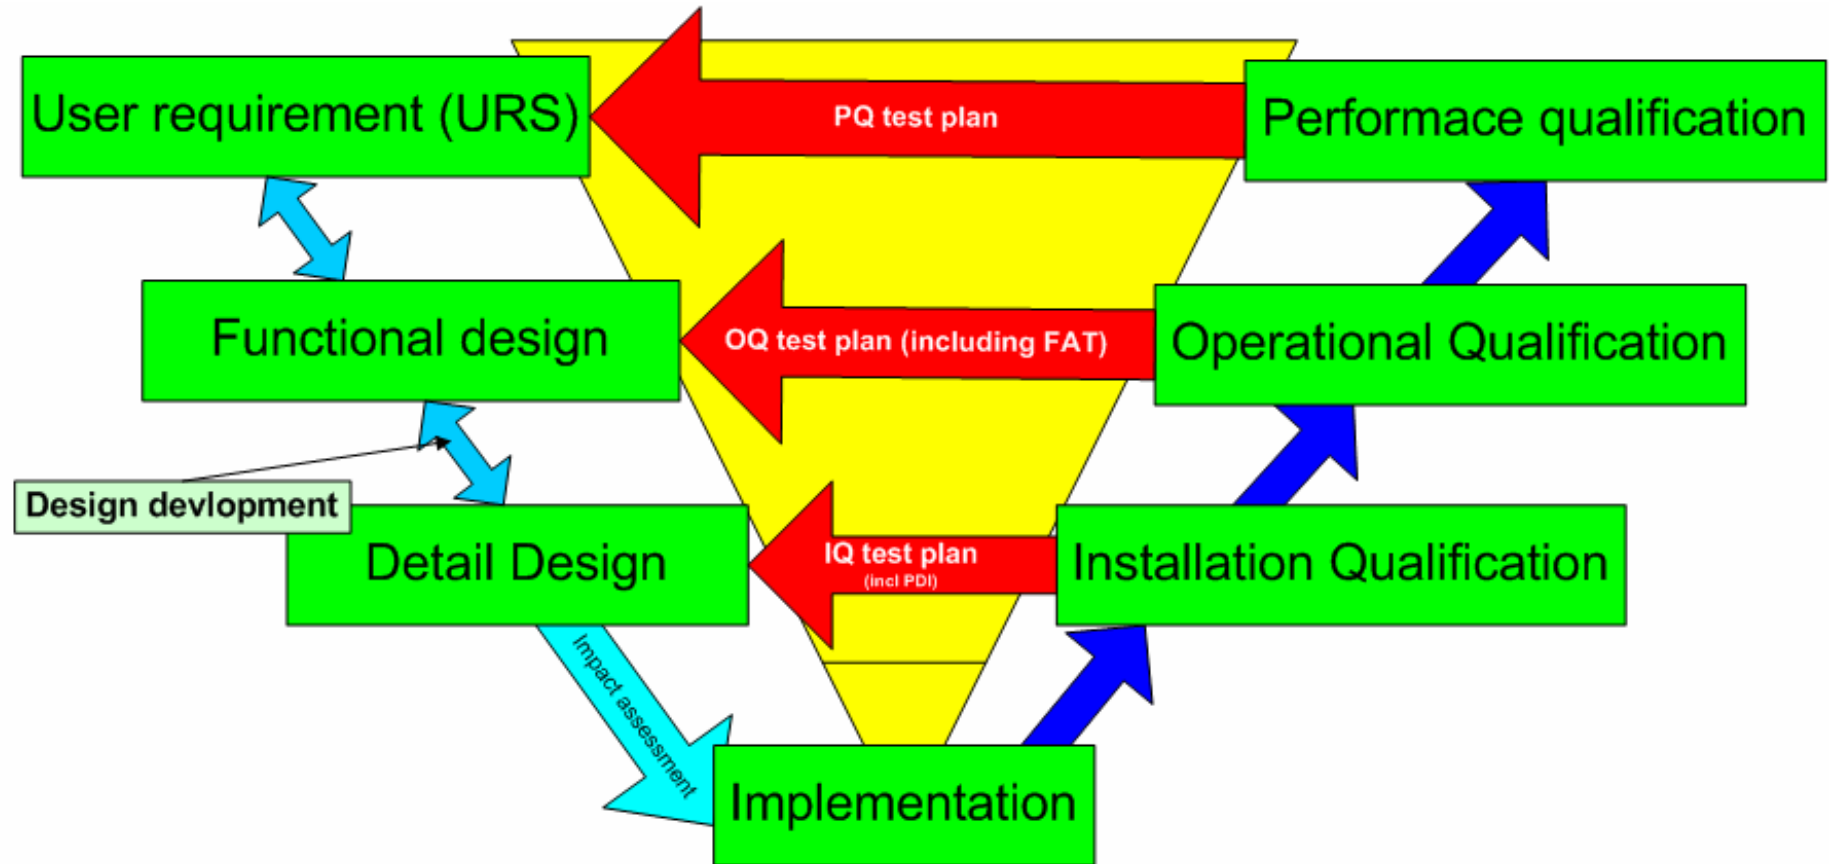 User requirement (URS)
PQ test plan
Performace qualification
Functional design
OQ test plan (including FAT)
Operational Qualification
Design devlopment
Detail Design
IQ test plan
(incl PDI)
Installation Qualification
Impact assessment
Implementation